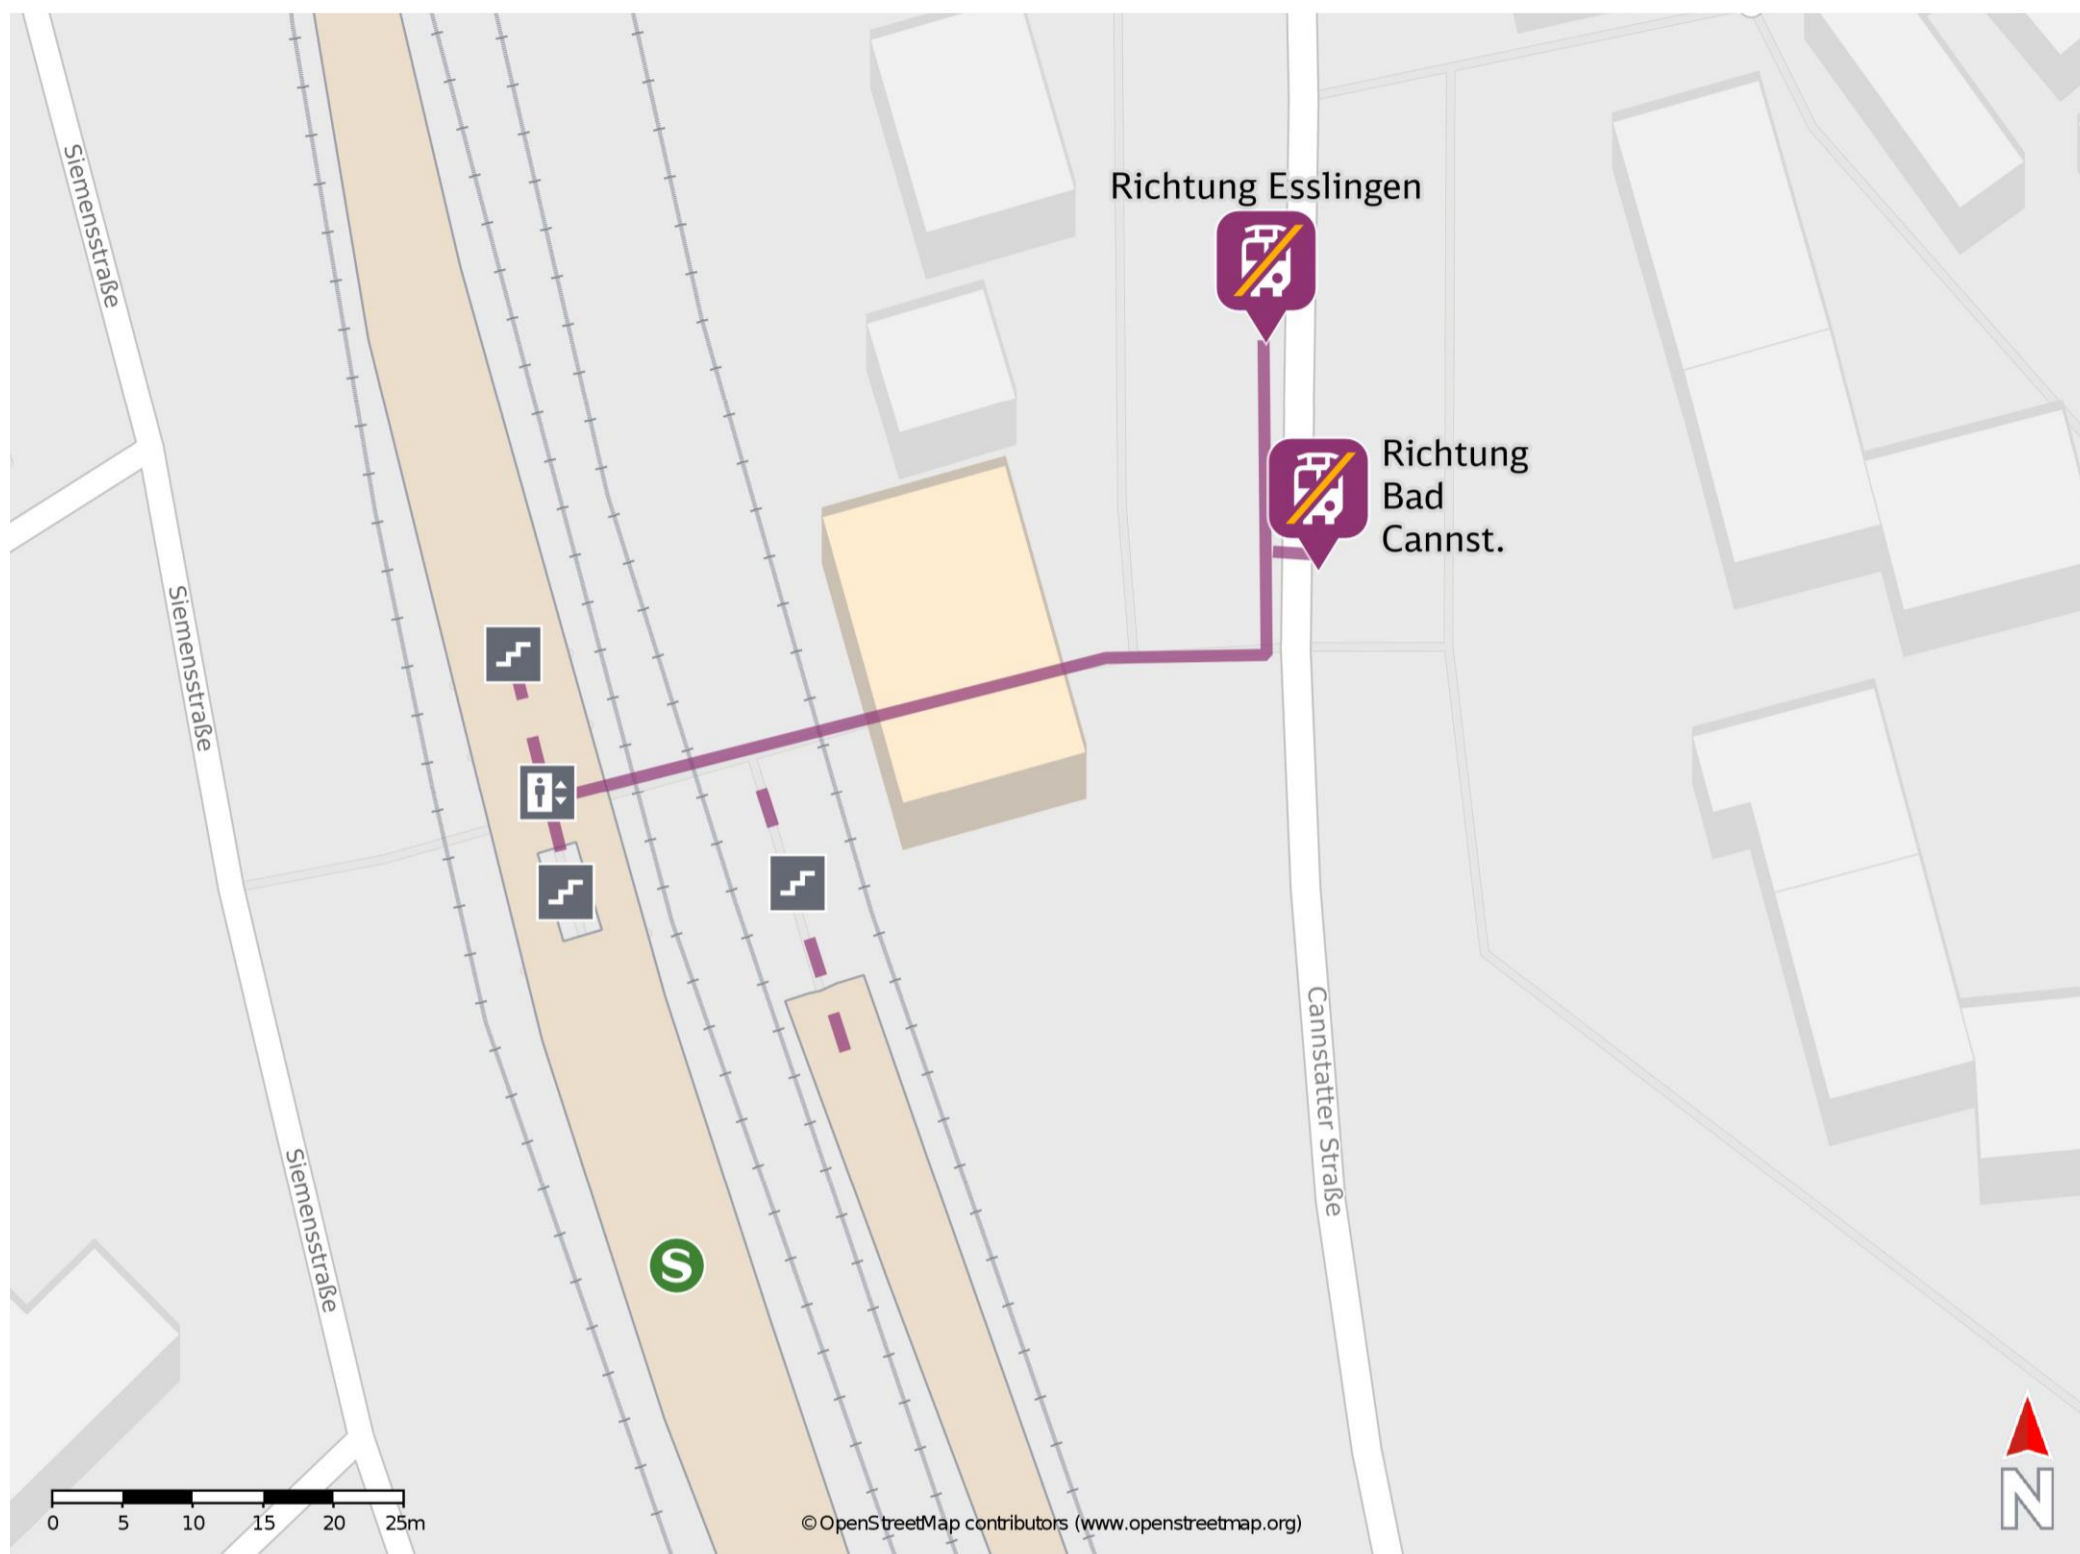 Siemensstraße
Richtung Esslingen
Richtung
Bad
Cannst.
Siemensstraße
Cannstatter Straße
Siemensstraße
S
0 5 10 15 20 25m
©OpenStreetMap contributors (www.openstreetmap.org)
N